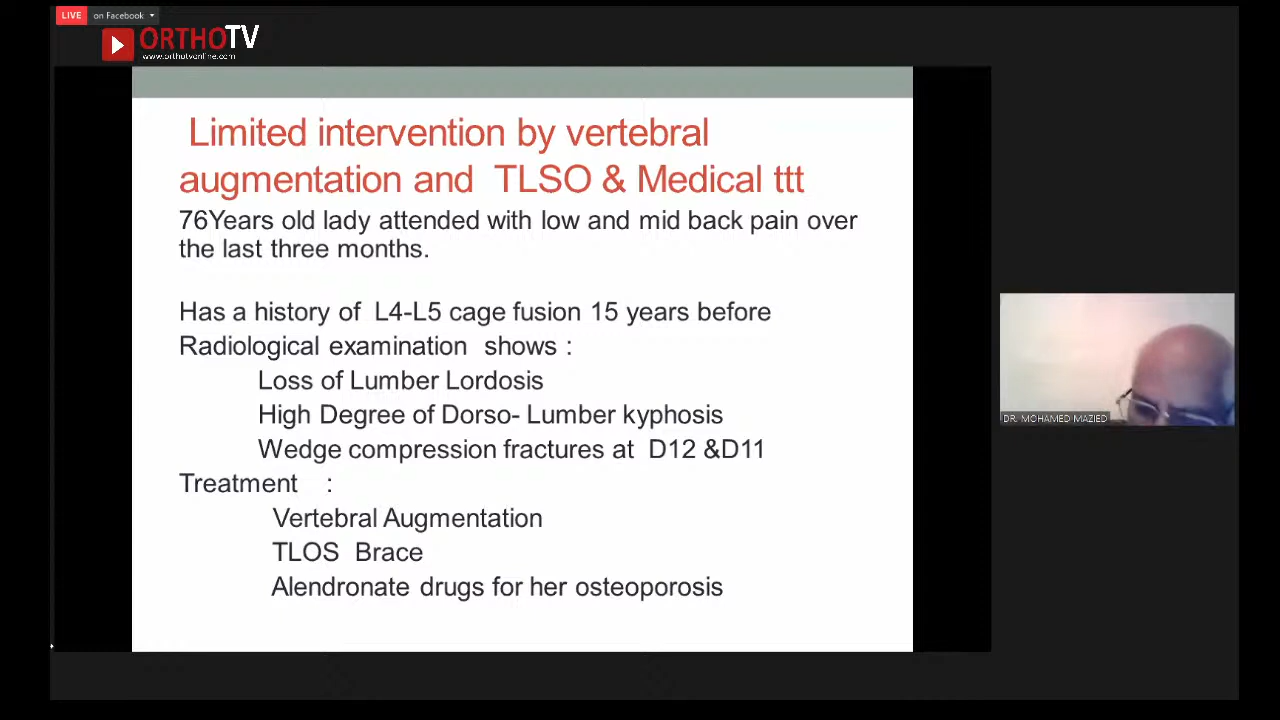 LIVE on Facebook
ORTHOTV
www.orthotvonline.com
Limited intervention by vertebral
augmentation and TLSO & Medical ttt
76Years old lady attended with low and mid back pain over
the last three months.
Has a history of L4-L5 cage fusion 15 years before
Radiological examination shows :
Loss of Lumber Lordosis
High Degree of Dorso- Lumber kyphosis
Wedge compression fractures at D12 &D11
Treatment :
Vertebral Augmentation
TLOS Brace
Alendronate drugs for her osteoporosis
DR. MOHAMED MAZIED